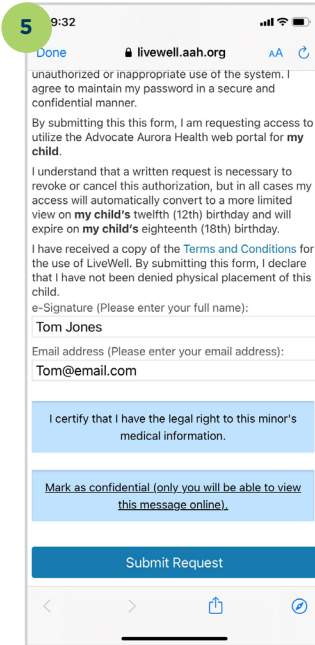 5
9:32
Done
livewell.aah.org
AA
unauthorized or inappropriate use of the system. I
agree to maintain my password in a secure and
confidential manner.
By submitting this this form, I am requesting access to
utilize the Advocate Aurora Health web portal for my
child.
I understand that a written request is necessary to
revoke or cancel this authorization, but in all cases my
access will automatically convert to a more limited
view on my child's twelfth (12th) birthday and will
expire on my child's eighteenth (18th) birthday.
I have received a copy of the Terms and Conditions for
the use of LiveWell. By submitting this form, I declare
that I have not been denied physical placement of this
child.
e-Signature (Please enter your full name):
Tom Jones
Email address (Please enter your email address):
Tom@email.com
I certify that I have the legal right to this minor's
medical information.
Mark as confidential (only you will be able to view
this message online).
Submit Request